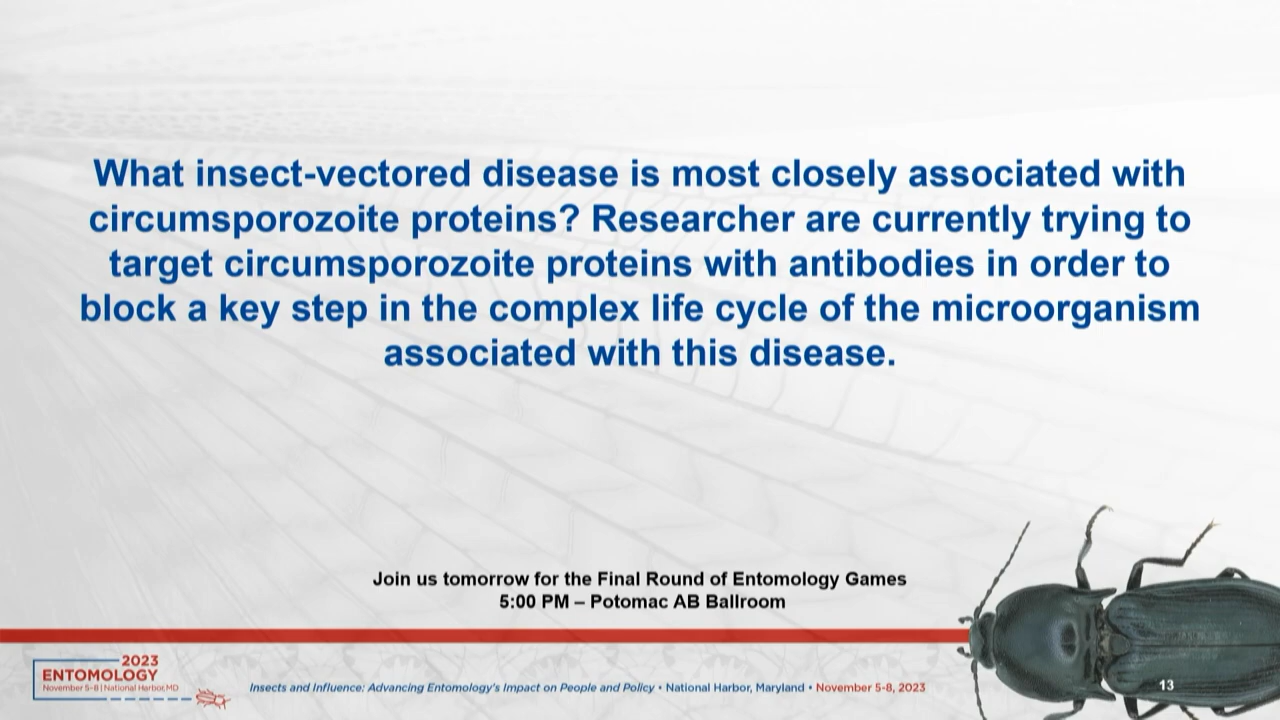 What insect-vectored disease is most closely associated with
circumsporozoite proteins? Researcher are currently trying to
target circumsporozoite proteins with antibodies in order to
block a key step in the complex life cycle of the microorganism
associated with this disease.
Join us tomorrow for the Final Round of Entomology Games
5:00 PM – Potomac AB Ballroom
2023
ENTOMOLOGY
November 5-8 | National Harbor, MD
Insects and Influence: Advancing Entomology's Impact on People and Policy • National Harbor, Maryland • November 5-8, 2023
13